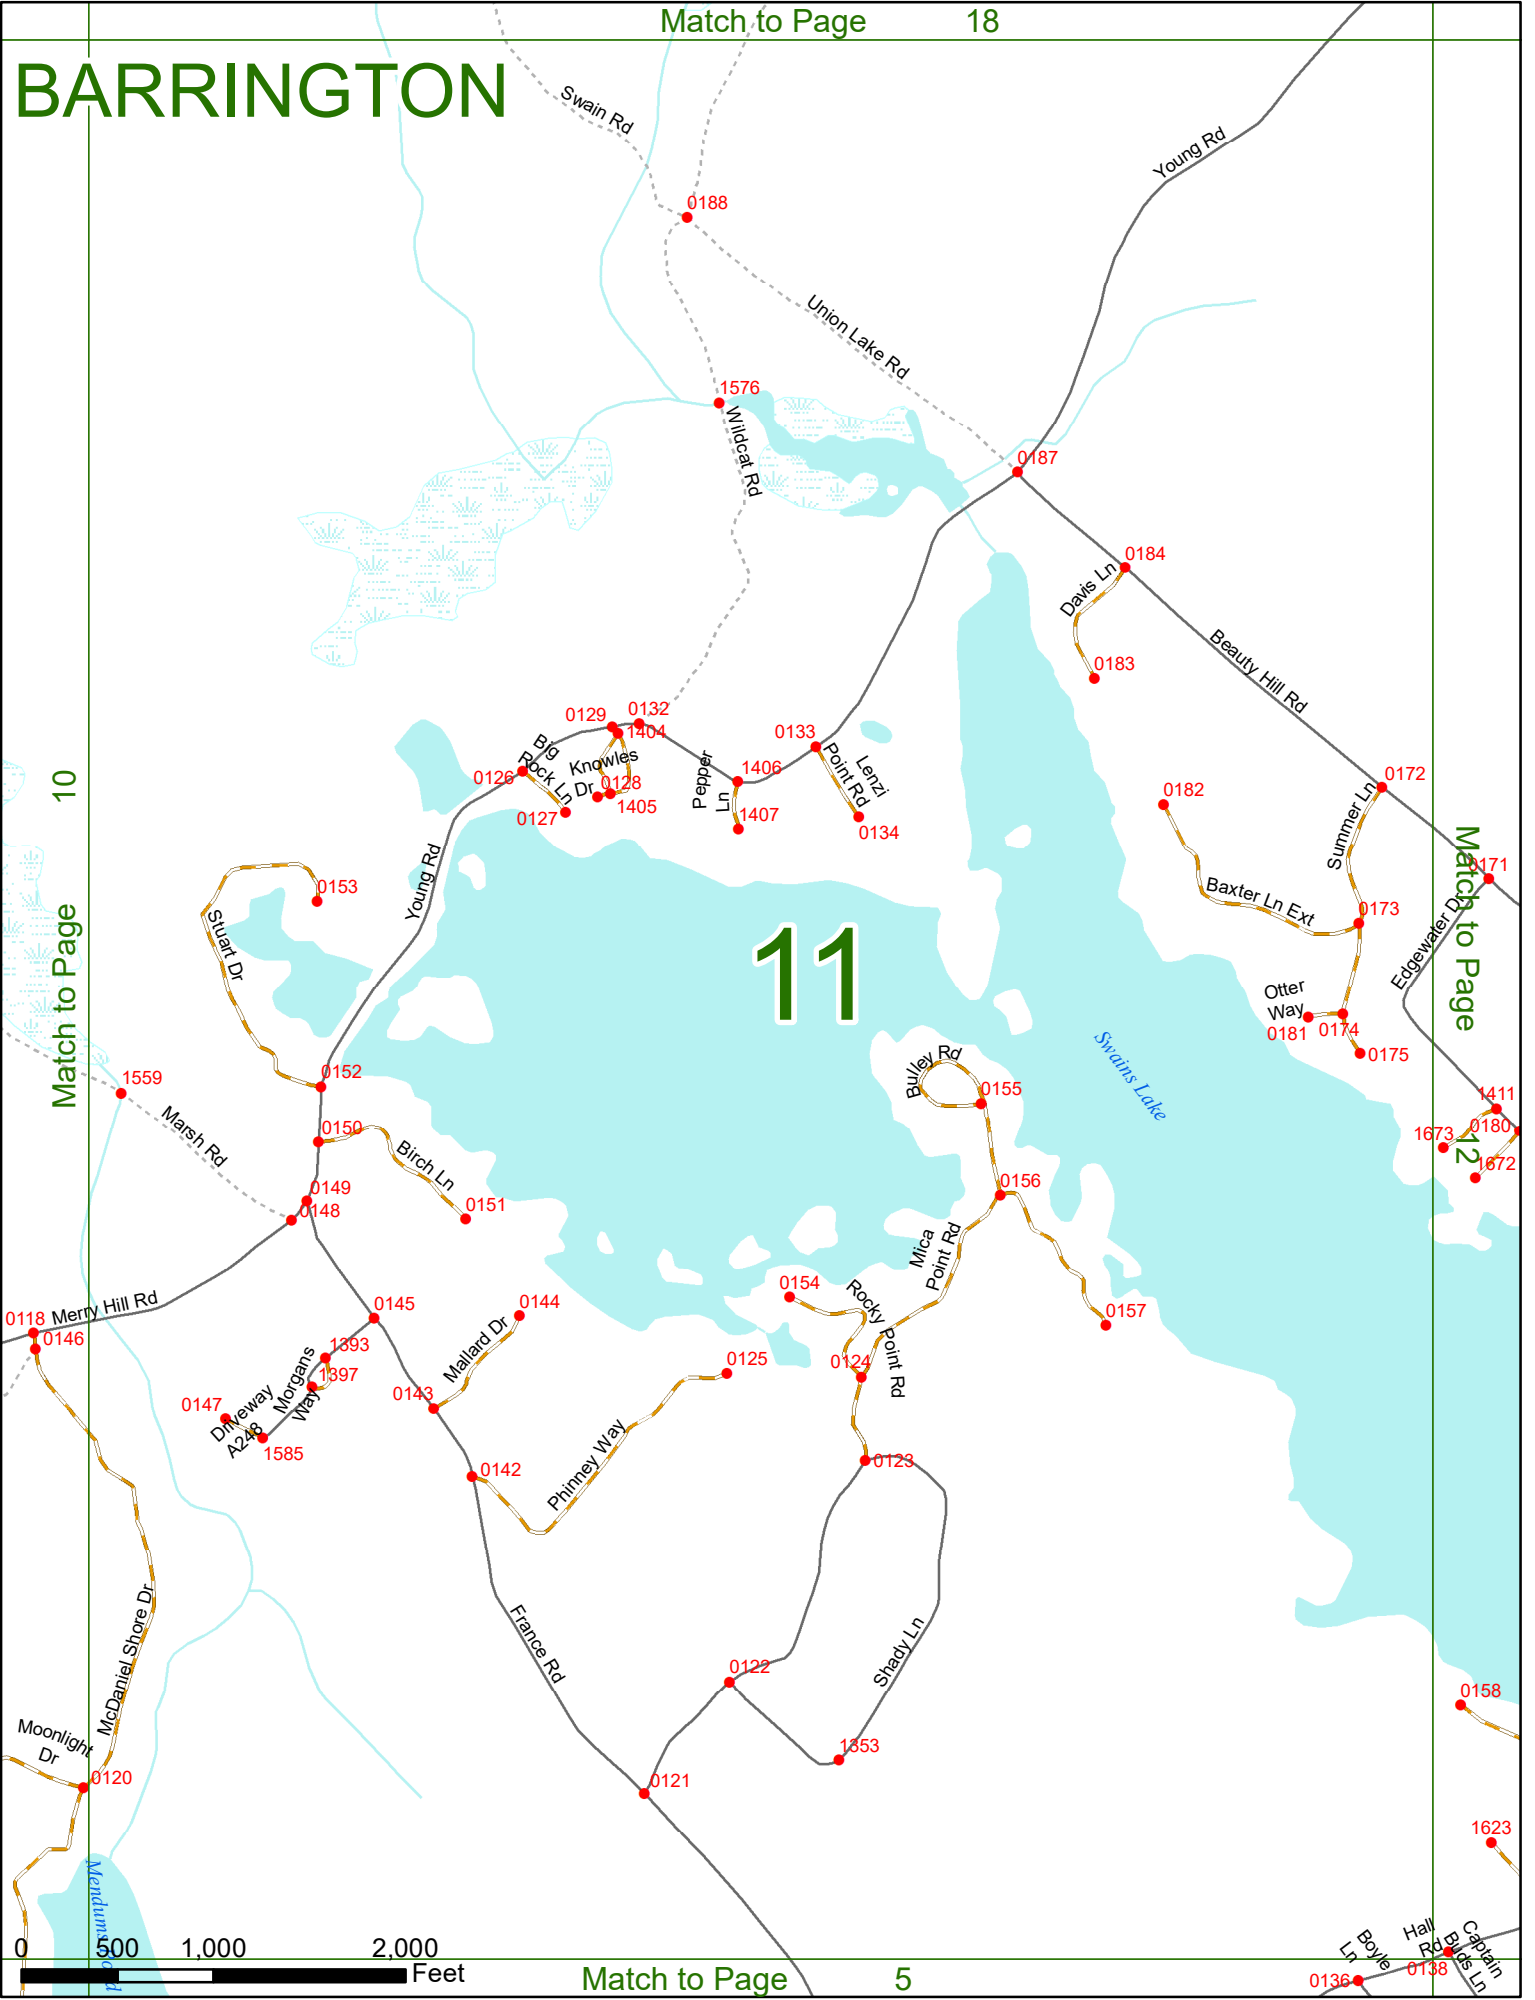 Match to Page 18
BARRINGTON
Swain Rd
Young Rd
0188
Union Lake Rd
1576
Wildcat Rd
0187
0184
Davis Ln
0183
Beauty Hill Rd
0132
0129
1404
Big
Rock Ln
Knowles
Dr
0126
0128
0127
1405
Pepper
Ln
1406
1407
0133
Lenzi
Point Rd
0134
0172
0182
Summer Ln
0171
Baxter Ln Ext
0173
Edgewater Dr
Match to Page 12
Match to Page 10
0153
Stuart Dr
Young Rd
11
Otter
Way
0181
0174
0175
Swains Lake
Bulley Rd
0155
0152
1559
Marsh Rd
0150
Birch Ln
0151
1411
0180
1673
1672
0149
0148
0156
Mica
Point Rd
0157
0154
Rocky Point Rd
0118
Merry Hill Rd
0146
0145
0144
Mallard Dr
1393
Morgans
Way
1397
0147
Driveway
A248
1585
0143
0125
0124
Phinney Way
0142
0123
McDaniel Shore Dr
France Rd
Shady Ln
0122
0158
Moonlight
Dr
0120
1353
0121
1623
Mendums Pond
0 500 1,000 2,000
Feet
Match to Page 5
Hall
Rd
Captain
Buds Ln
Boyle
Ln
0138
0136